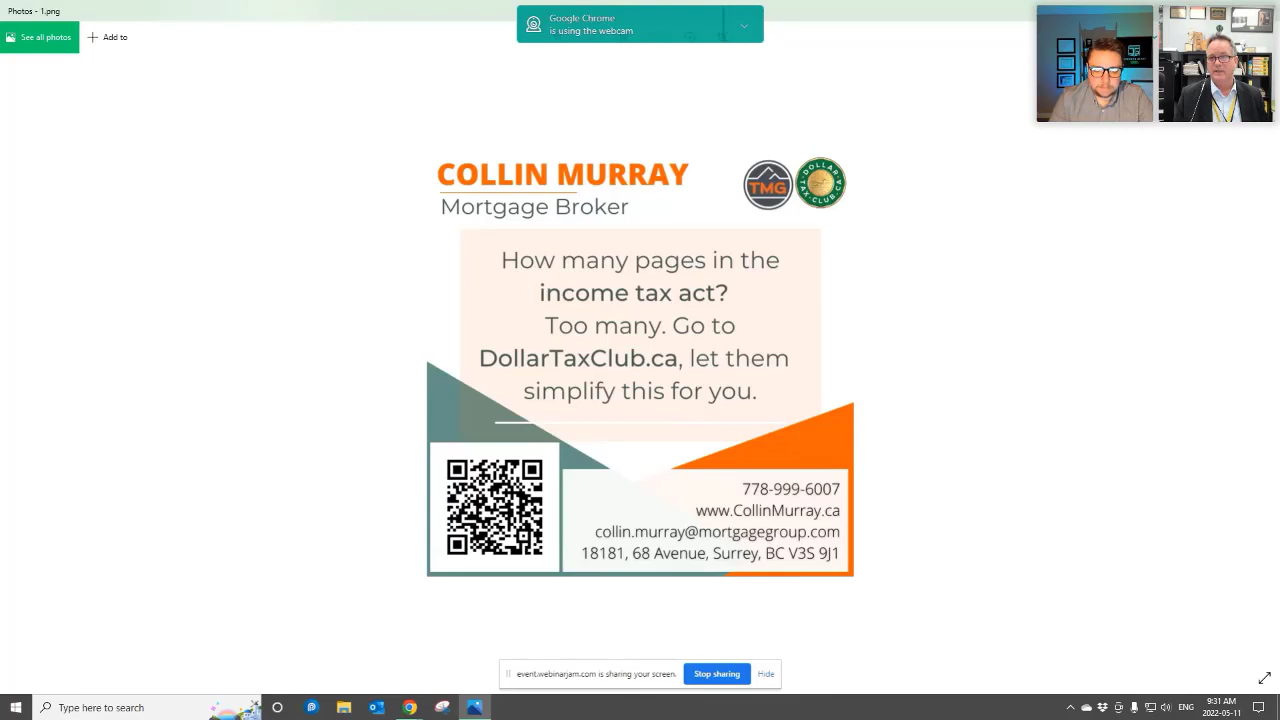 Photos - 1.png
See all photos
Add to
Google Chrome
is using the webcam
COLLIN MURRAY
Mortgage Broker
TMG
DOLLAR
TAX-CLUB.CA
How many pages in the
income tax act?
Too many. Go to
DollarTaxClub.ca, let them
simplify this for you.
778-999-6007
www.CollinMurray.ca
collin.murray@mortgagegroup.com
18181, 68 Avenue, Surrey, BC V3S 9J1
event.webinarjam.com is sharing your screen.
Stop sharing
Hide
Type here to search
ENG
9:31 AM
2022-05-11